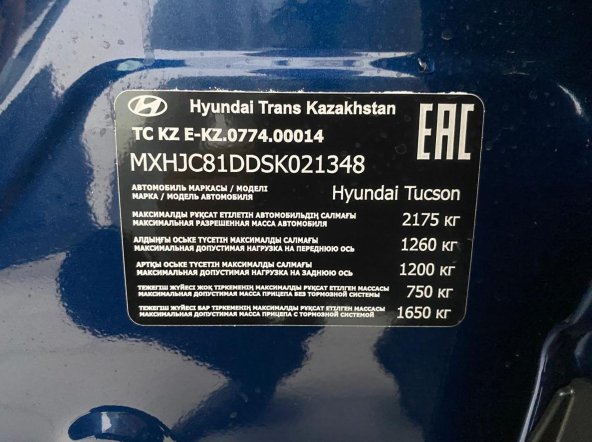 Hyundai Trans Kazakhstan
EAC
TC KZ E-KZ.0774.00014
MXHJC81DDSK021348
АВТОМОБИЛЬ МАРКАСЫ / МОДЕЛІ
МАРКА / МОДЕЛЬ АВТОМОБИЛЯ
Hyundai Tucson
МАКСИМАЛДЫ РҰҚСАТ ЕТІЛЕТІН АВТОМОБИЛЬДІҢ САЛМАҒЫ
МАКСИМАЛЬНАЯ РАЗРЕШЕННАЯ МАССА АВТОМОБИЛЯ
2175 кг
АЛДЫҢҒЫ ОСЬКЕ ТҮСЕТІН МАКСИМАЛДЫ САЛМАҒЫ
МАКСИМАЛЬНАЯ ДОПУСТИМАЯ НАГРУЗКА НА ПЕРЕДНЮЮ ОСЬ
1260 кг
АРТҚЫ ОСЬКЕ ТҮСЕТІН МАКСИМАЛДЫ САЛМАҒЫ
МАКСИМАЛЬНАЯ ДОПУСТИМАЯ НАГРУЗКА НА ЗАДНЮЮ ОСЬ
1200 кг
ТЕЖЕГІШ ЖҮЙЕСІ ЖОҚ ТІРКЕМЕНІҢ МАКСИМАЛДЫ РҰҚСАТ ЕТІЛГЕН МАССАСЫ
МАКСИМАЛЬНАЯ ДОПУСТИМАЯ МАССА ПРИЦЕПА БЕЗ ТОРМОЗНОЙ СИСТЕМЫ
750 кг
ТЕЖЕГІШ ЖҮЙЕСІ БАР ТІРКЕМЕНІҢ МАКСИМАЛДЫ РҰҚСАТ ЕТІЛГЕН МАССАСЫ
МАКСИМАЛЬНАЯ ДОПУСТИМАЯ МАССА ПРИЦЕПА С ТОРМОЗНОЙ СИСТЕМОЙ
1650 кг